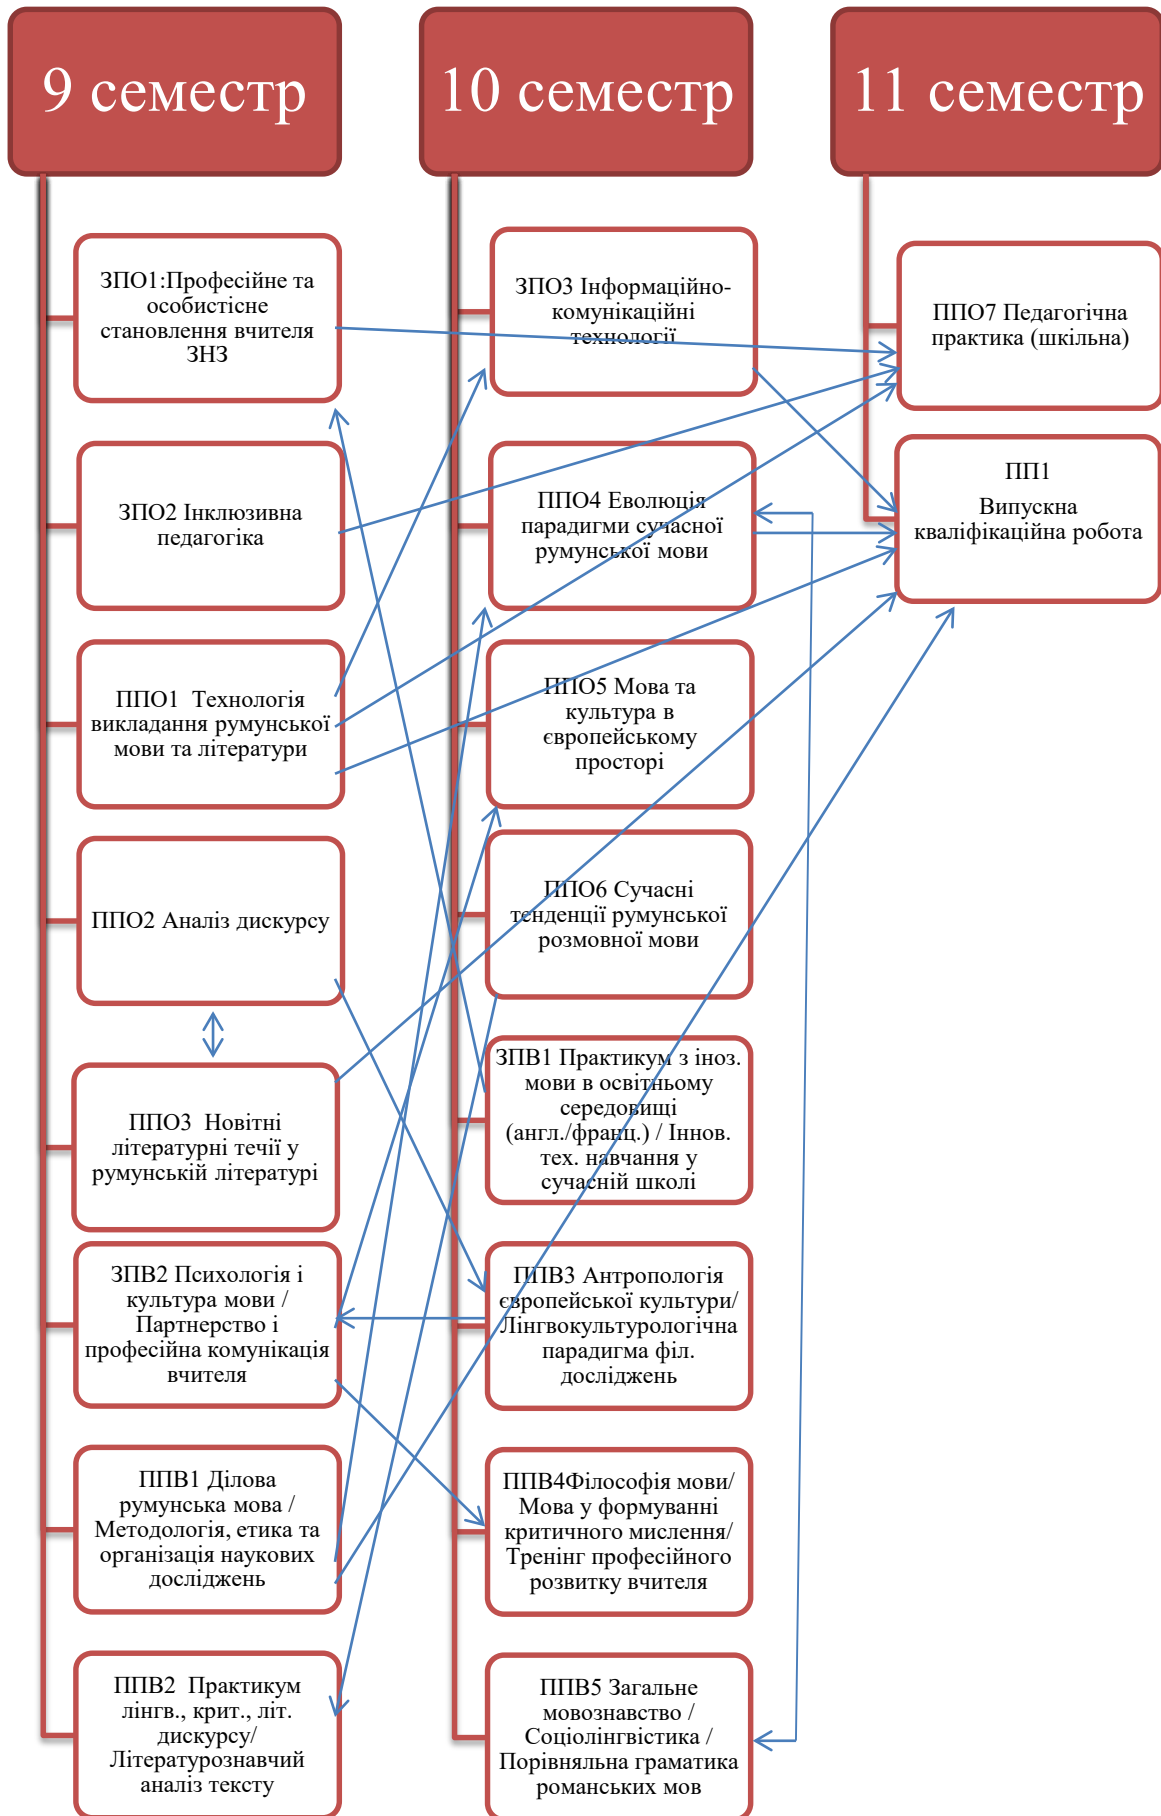 9 семестр
ЗПО1:Професійне та
особистісне
становлення вчителя
ЗНЗ
ЗПО2 Інклюзивна
педагогіка
ППО1  Технологія
викладання румунської
мови та літератури
ППО2 Аналіз дискурсу
ППО3  Новітні
літературні течії у
румунській літературі
ЗПВ2 Психологія і
культура мови /
Партнерство і
професійна комунікація
вчителя
ППВ1 Ділова
румунська мова /
Методологія, етика та
організація наукових
досліджень
ППВ2  Практикум
лінгв., крит., літ.
дискурсу/
Літературознавчий
аналіз тексту
10 семестр
ЗПО3 Інформаційно-
комунікаційні
технології
ППО4 Еволюція
парадигми сучасної
румунської мови
ППО5 Мова та
культура в
європейському
просторі
ППО6 Сучасні
тенденції румунської
розмовної мови
ЗПВ1 Практикум з іноз.
мови в освітньому
середовищі
(англ./франц.) / Іннов.
тех. навчання у
сучасній школі
ППВ3 Антропологія
європейської культури/
Лінгвокультурологічна
парадигма філ.
досліджень
ППВ4Філософія мови/
Мова у формуванні
критичного мислення/
Тренінг професійного
розвитку вчителя
ППВ5 Загальне
мовознавство /
Соціолінгвістика /
Порівняльна граматика
романських мов
11 семестр
ППО7 Педагогічна
практика (шкільна)
ПП1
Випускна
кваліфікаційна робота